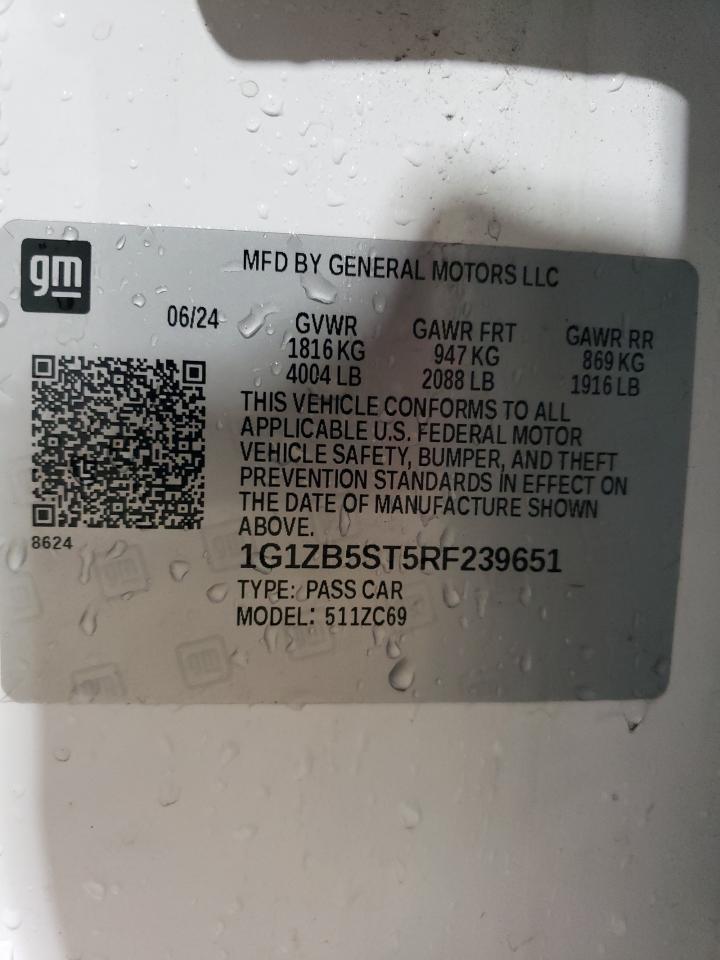 gm
MFD BY GENERAL MOTORS LLC
06/24
GVWR
1816 KG
4004 LB
GAWR FRT
947 KG
2088 LB
GAWR RR
869 KG
1916 LB
THIS VEHICLE CONFORMS TO ALL
APPLICABLE U.S. FEDERAL MOTOR
VEHICLE SAFETY, BUMPER, AND THEFT
PREVENTION STANDARDS IN EFFECT ON
THE DATE OF MANUFACTURE SHOWN
ABOVE.
8624
1G1ZB5ST5RF239651
TYPE: PASS CAR
MODEL: 511ZC69